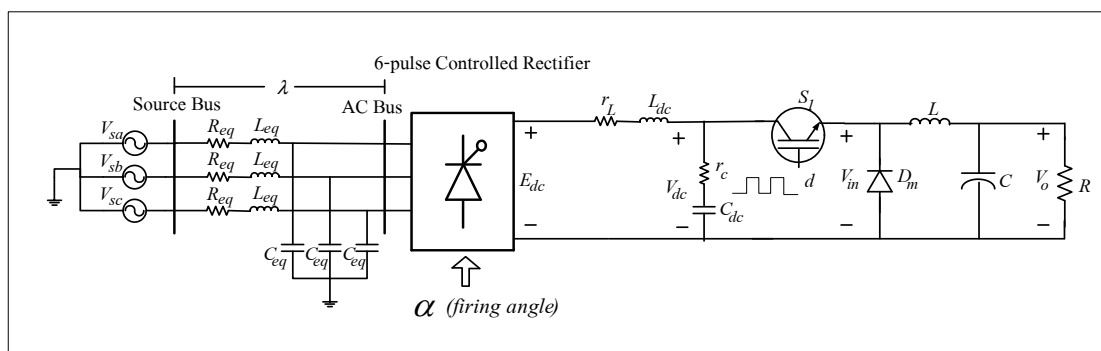 6-pulse Controlled Rectifier
λ
Source Bus
AC Bus
V_sa
R_eq
L_eq
V_sb
R_eq
L_eq
V_sc
R_eq
L_eq
C_eq
C_eq
C_eq
+
E_dc
−
r_L
L_dc
+
V_dc
−
r_c
C_dc
S_1
d
+
V_in
−
D_m
L
C
+
V_o
−
R
α (firing angle)